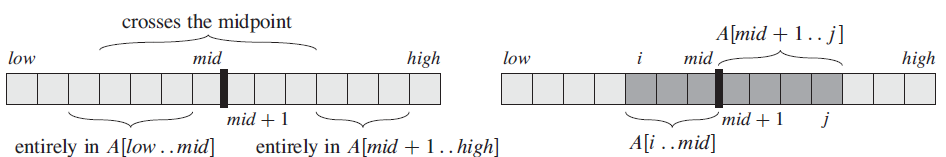 crosses the midpoint
low mid high
mid + 1
entirely in A[low . . mid] entirely in A[mid + 1 . . high]
A[mid + 1 . . j]
low i mid high
mid + 1 j
A[i . . mid]